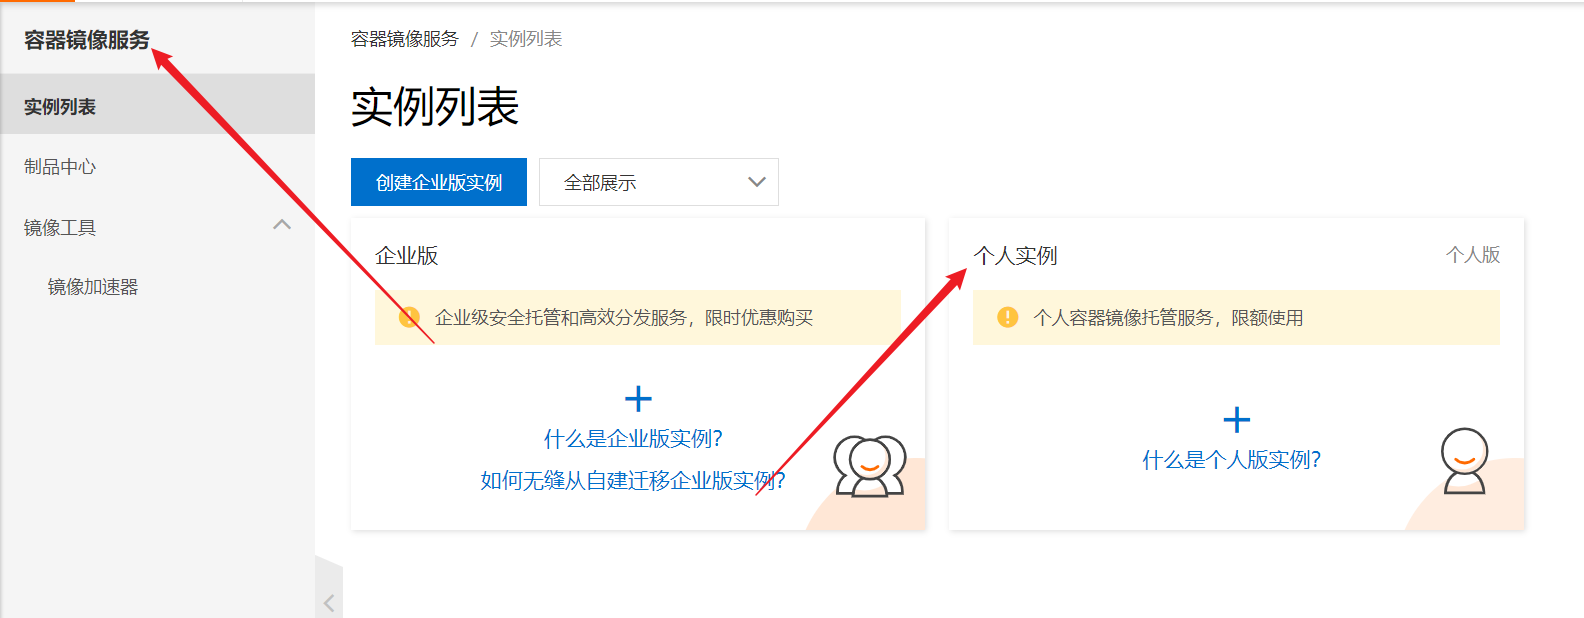 容器镜像服务
实例列表
制品中心
镜像工具
镜像加速器
容器镜像服务 / 实例列表
实例列表
创建企业版实例
全部展示
企业版
企业级安全托管和高效分发服务，限时优惠购买
什么是企业版实例?
如何无缝从自建迁移企业版实例?
个人实例
个人版
个人容器镜像托管服务，限额使用
什么是个人版实例?